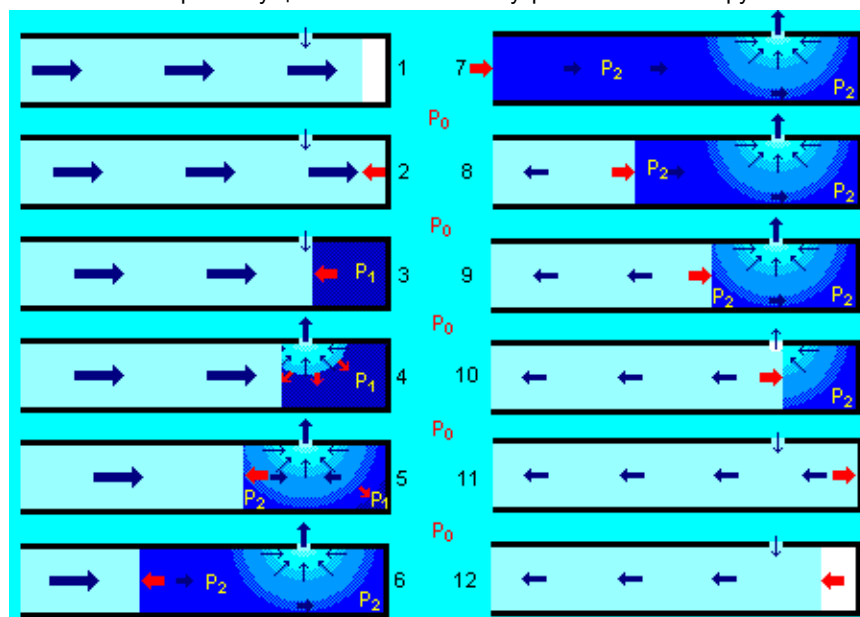 1 7 P₂ P₂
P₀
2 8 P₂ P₂
P₀
P₁ 3 9 P₂ P₂
P₀
P₁ 4 10 P₂
P₀
P₂ P₁ 5 11
P₀
P₂ P₂ 6 12